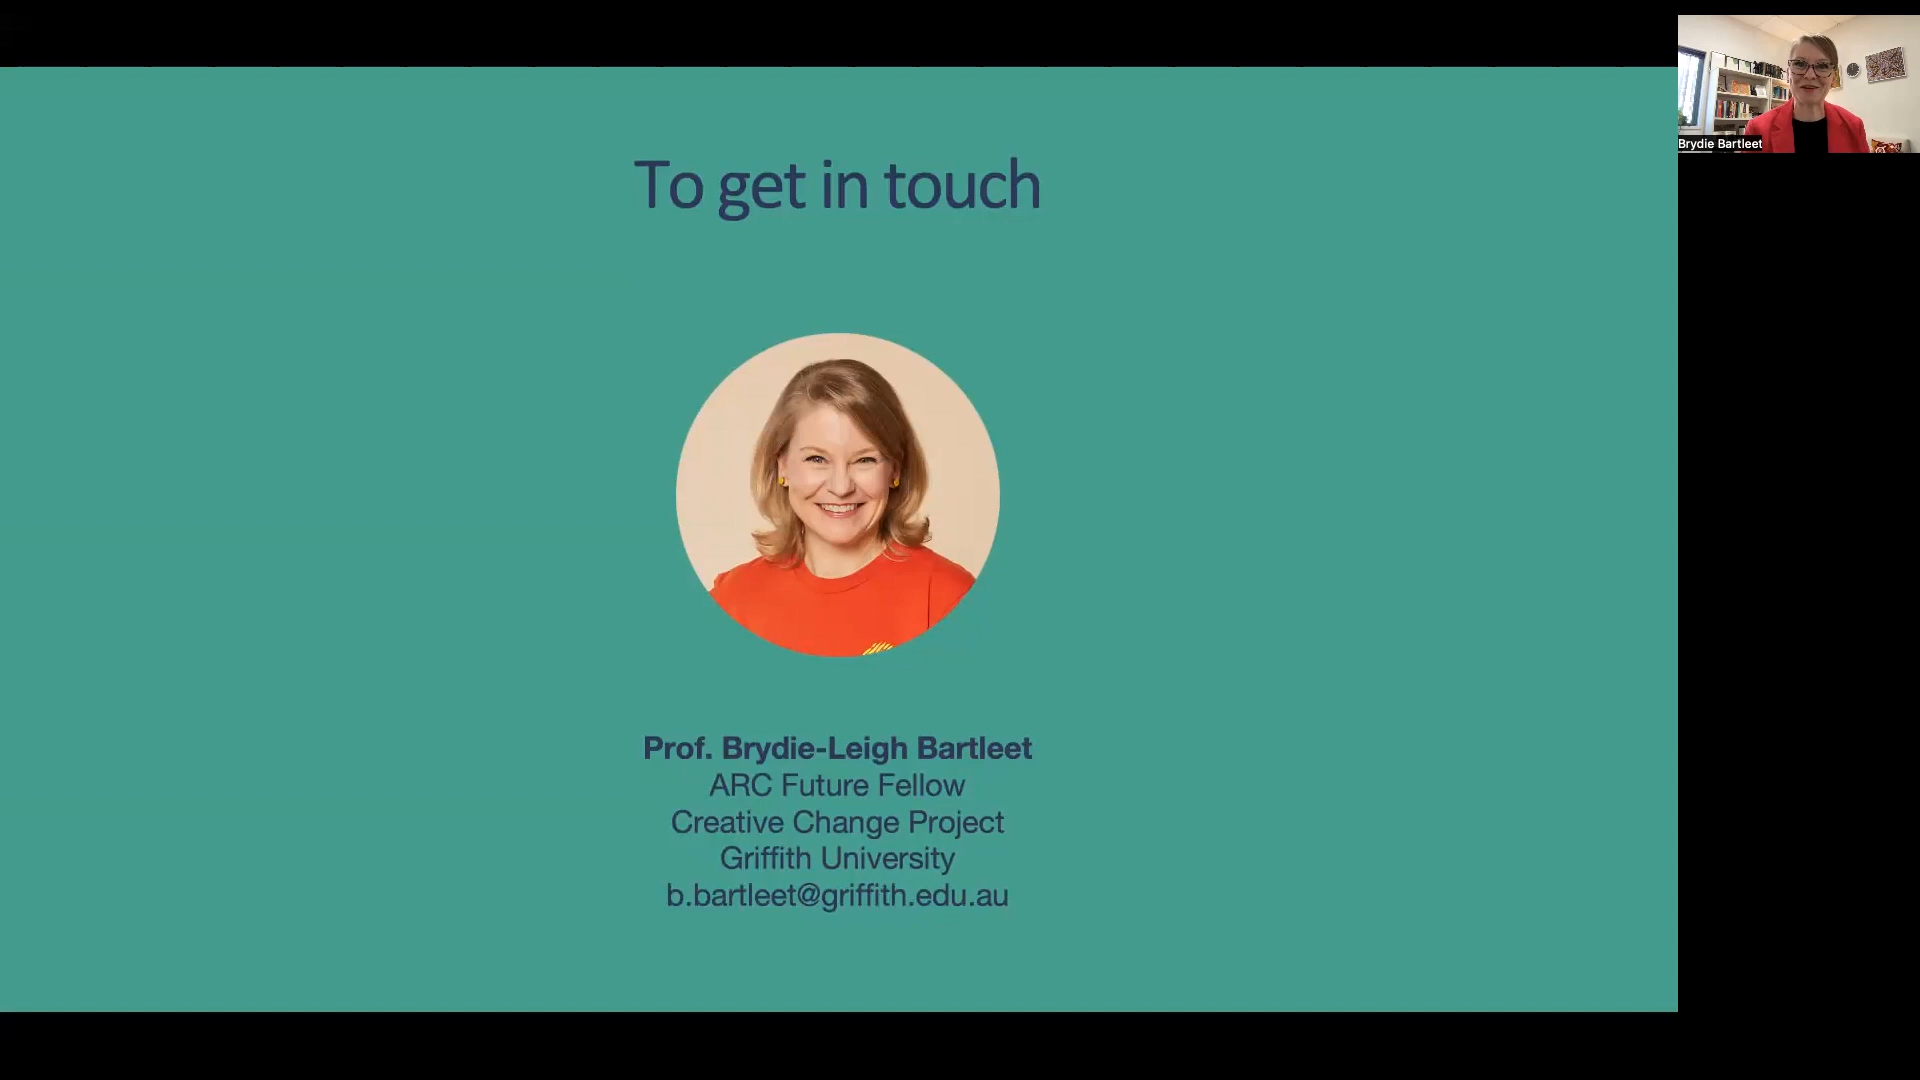 Brydie Bartleet
To get in touch
Prof. Brydie-Leigh Bartleet
ARC Future Fellow
Creative Change Project
Griffith University
b.bartleet@griffith.edu.au